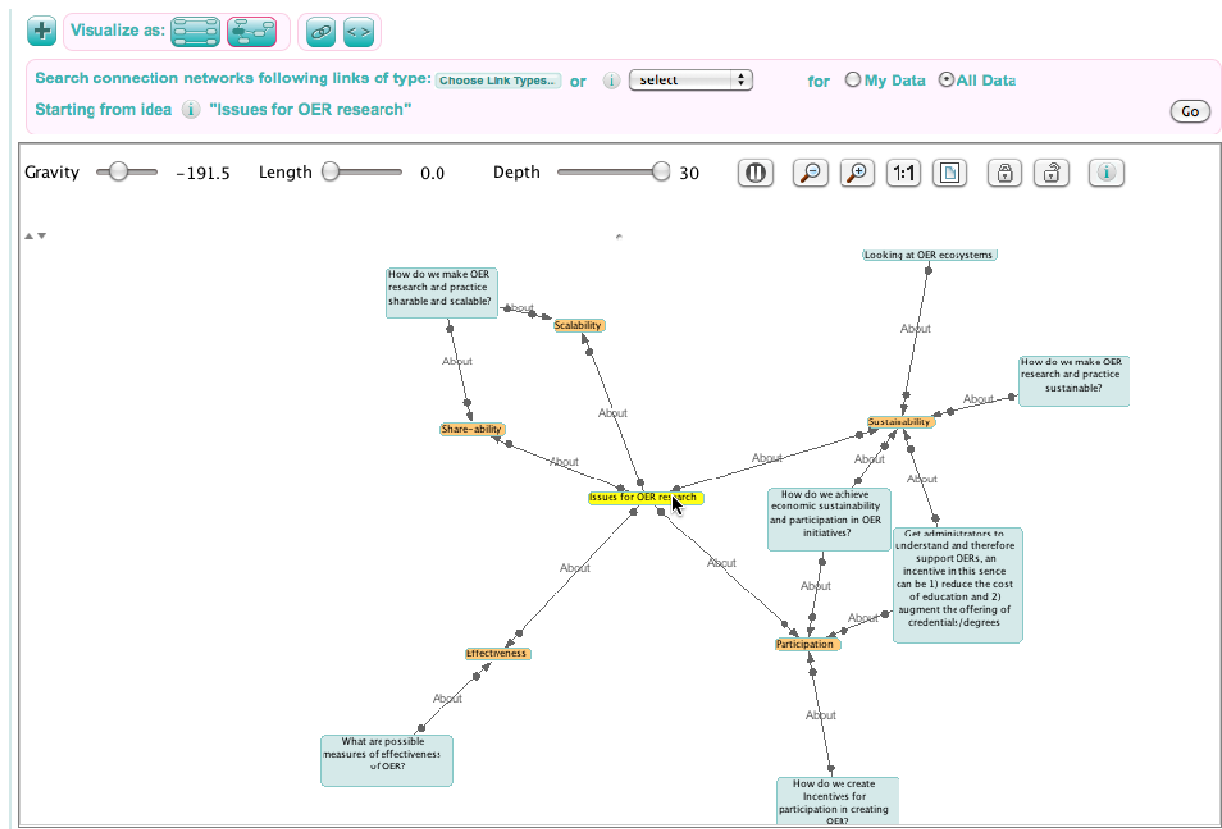 Visualize as:
Search connection networks following links of type: Choose Link Types... or i select for My Data All Data
Starting from idea i "Issues for OER research"
Go
Gravity -191.5 Length 0.0 Depth 30 1:1 i
Looking at OER ecosystems
How do we make OER
research and practice
sharable and scalable?
About
Scalability
About
About
How do we make OER
research and practice
sustainable?
About
About
Share-ability
Sustainability
About
About
About
About
Issues for OER research
How do we achieve
economic sustainability
and participation in OER
initiatives?
Get administrators to
understand and therefore
support OERs, an
incentive in this sence
can be 1) reduce the cost
of education and 2)
augment the offering of
credentials/degrees
About
About
About
About
Participation
Effectiveness
About
About
What are possible
measures of effectiveness
of OER?
How do we create
Incentives for
participation in creating
OER?